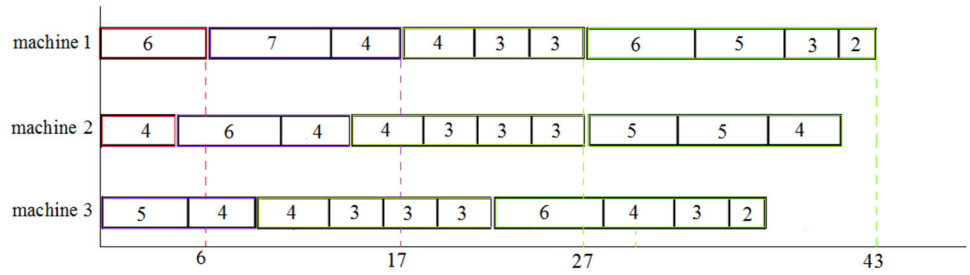 machine 1 6 7 4 4 3 3 6 5 3 2
machine 2 4 6 4 4 3 3 3 5 5 4
machine 3 5 4 4 3 3 3 6 4 3 2
6 17 27 43